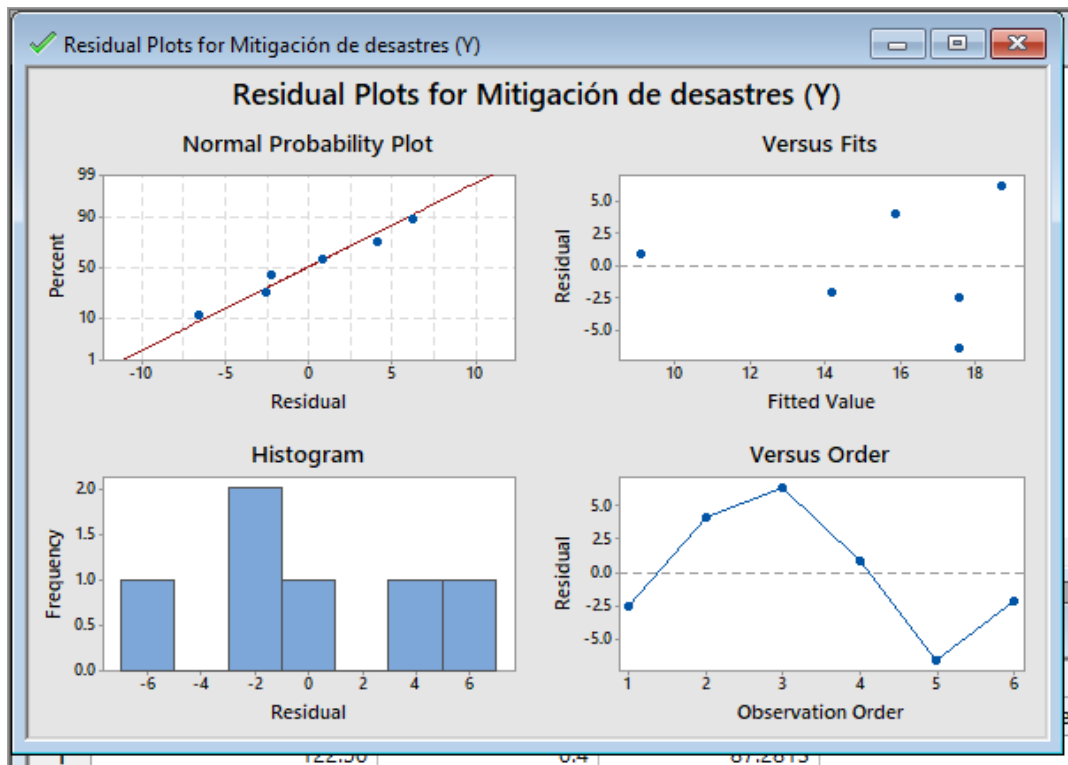 Residual Plots for Mitigación de desastres (Y)
Residual Plots for Mitigación de desastres (Y)
Normal Probability Plot
99
90
50
10
1
Percent
-10 -5 0 5 10
Residual
Versus Fits
5.0
2.5
0.0
-2.5
-5.0
Residual
10 12 14 16 18
Fitted Value
Histogram
2.0
1.5
1.0
0.5
0.0
Frequency
-6 -4 -2 0 2 4 6
Residual
Versus Order
5.0
2.5
0.0
-2.5
-5.0
Residual
1 2 3 4 5 6
Observation Order